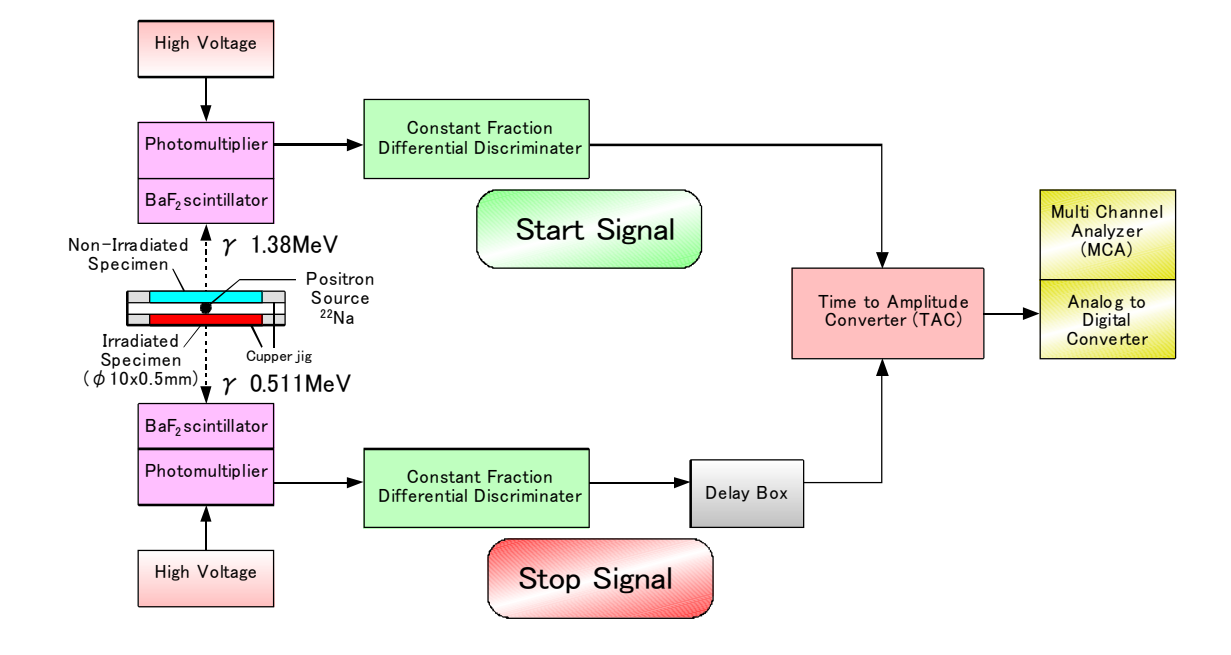 High Voltage
Photomultiplier
BaF₂ scintillator
Constant Fraction
Differential Discriminater
Start Signal
γ 1.38MeV
Non-Irradiated
Specimen
Positron
Source
²²Na
Irradiated
Specimen
(φ10x0.5mm)
Cupper jig
γ 0.511MeV
Time to Amplitude
Converter (TAC)
Multi Channel
Analyzer
(MCA)
Analog to
Digital
Converter
BaF₂ scintillator
Photomultiplier
Constant Fraction
Differential Discriminater
Delay Box
High Voltage
Stop Signal